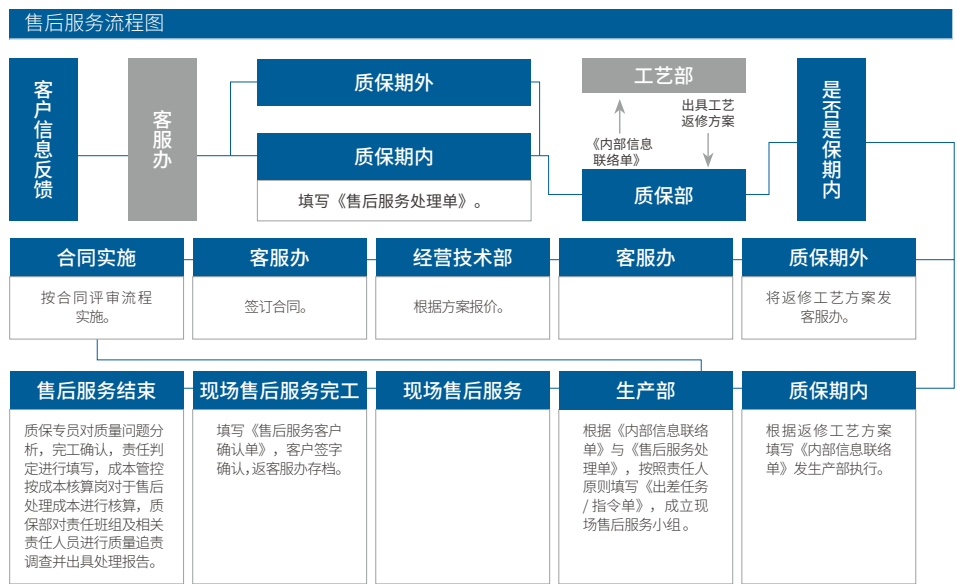 售后服务流程图
客户信息反馈
客服办
质保期外
质保期内
填写《售后服务处理单》。
工艺部
出具工艺
返修方案
《内部信息
联络单》
质保部
是否是保期内
合同实施
按合同评审流程
实施。
客服办
签订合同。
经营技术部
根据方案报价。
客服办
质保期外
将返修工艺方案发
客服办。
售后服务结束
质保专员对质量问题分
析，完工确认，责任判
定进行填写，成本管控
按成本核算岗对于售后
处理成本进行核算，质
保部对责任班组及相关
责任人员进行质量追责
调查并出具处理报告。
现场售后服务完工
填写《售后服务客户
确认单》，客户签字
确认，返客服办存档。
现场售后服务
生产部
根据《内部信息联络
单》与《售后服务处
理单》，按照责任人
原则填写《出差任务
/ 指令单》，成立现
场售后服务小组。
质保期内
根据返修工艺方案
填写《内部信息联络
单》发生产部执行。